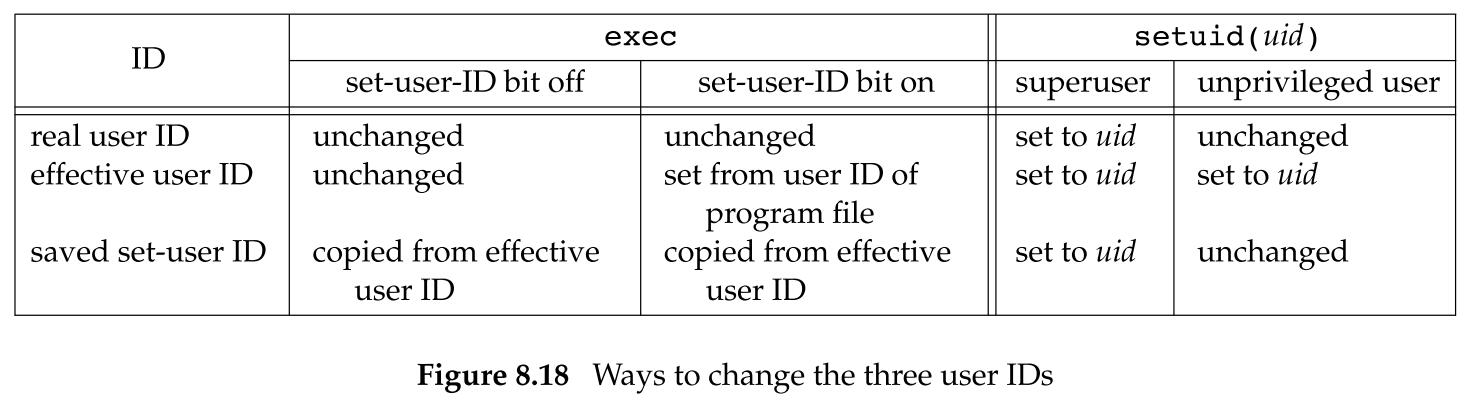 ID exec setuid(uid)
set-user-ID bit off set-user-ID bit on superuser unprivileged user
real user ID unchanged unchanged set to uid unchanged
effective user ID unchanged set from user ID of set to uid set to uid
program file
saved set-user ID copied from effective copied from effective set to uid unchanged
user ID user ID
Figure 8.18 Ways to change the three user IDs